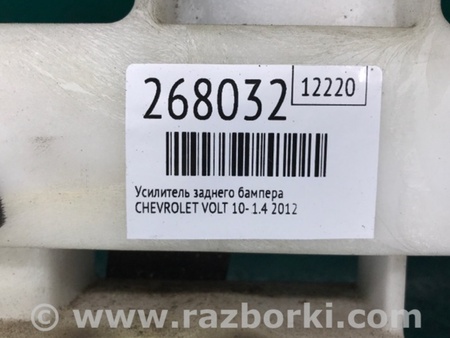 268032
12220
Усилитель заднего бампера
CHEVROLET VOLT 10- 1.4 2012
© www.razborki.com